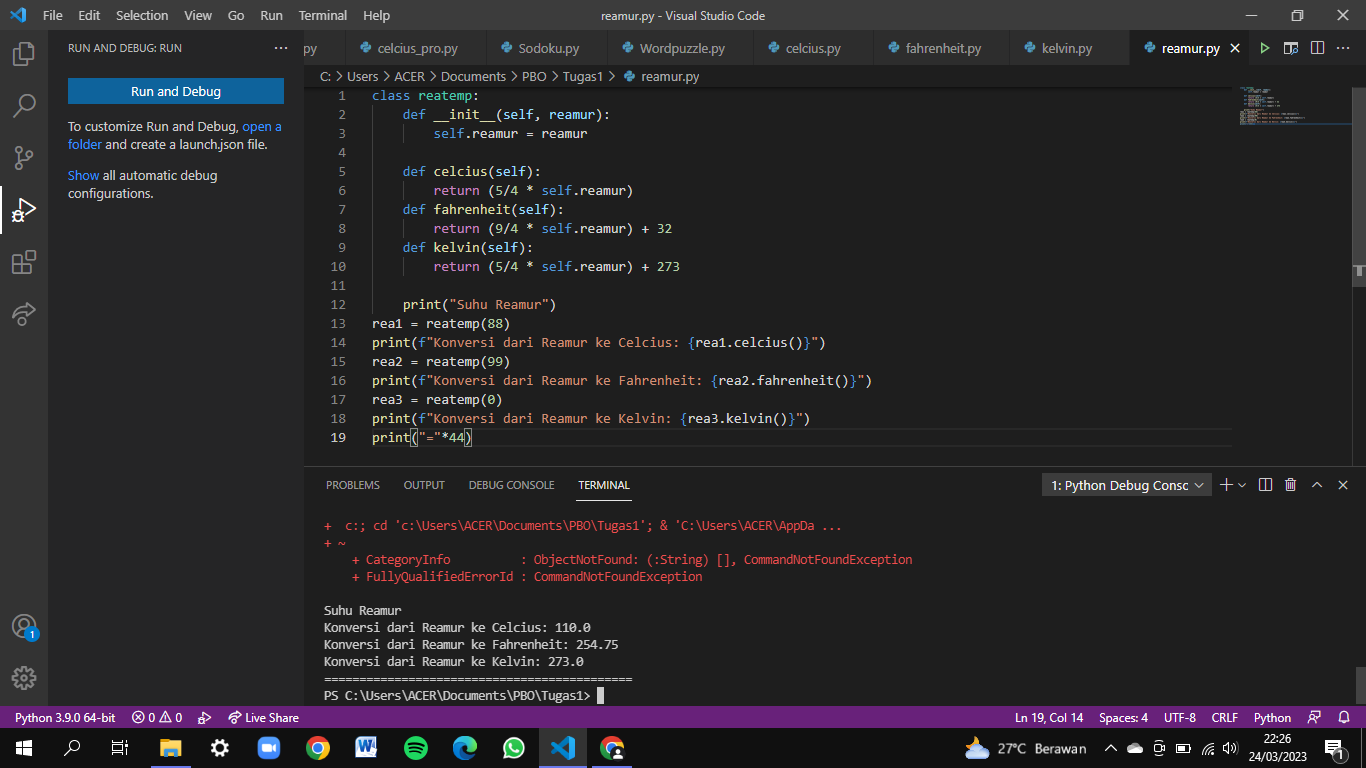 File Edit Selection View Go Run Terminal Help reamur.py - Visual Studio Code
RUN AND DEBUG: RUN ...
py celcius_pro.py Sodoku.py Wordpuzzle.py celcius.py fahrenheit.py kelvin.py reamur.py
Run and Debug
To customize Run and Debug, open a
folder and create a launch.json file.
Show all automatic debug
configurations.
C: > Users > ACER > Documents > PBO > Tugas1 > reamur.py
1 class reatemp:
2     def __init__(self, reamur):
3         self.reamur = reamur
4
5     def celcius(self):
6         return (5/4 * self.reamur)
7     def fahrenheit(self):
8         return (9/4 * self.reamur) + 32
9     def kelvin(self):
10         return (5/4 * self.reamur) + 273
11
12     print("Suhu Reamur")
13 rea1 = reatemp(88)
14 print(f"Konversi dari Reamur ke Celcius: {rea1.celcius()}")
15 rea2 = reatemp(99)
16 print(f"Konversi dari Reamur ke Fahrenheit: {rea2.fahrenheit()}")
17 rea3 = reatemp(0)
18 print(f"Konversi dari Reamur ke Kelvin: {rea3.kelvin()}")
19 print("="*44)
PROBLEMS OUTPUT DEBUG CONSOLE TERMINAL 1: Python Debug Consc
+  c:; cd 'c:\Users\ACER\Documents\PBO\Tugas1'; & 'C:\Users\ACER\AppDa ...
+ ~
    + CategoryInfo          : ObjectNotFound: (:String) [], CommandNotFoundException
    + FullyQualifiedErrorId : CommandNotFoundException
Suhu Reamur
Konversi dari Reamur ke Celcius: 110.0
Konversi dari Reamur ke Fahrenheit: 254.75
Konversi dari Reamur ke Kelvin: 273.0
============================================
PS C:\Users\ACER\Documents\PBO\Tugas1>
1
Python 3.9.0 64-bit 0 0 Live Share Ln 19, Col 14 Spaces: 4 UTF-8 CRLF Python
27°C Berawan 22:26
24/03/2023 1